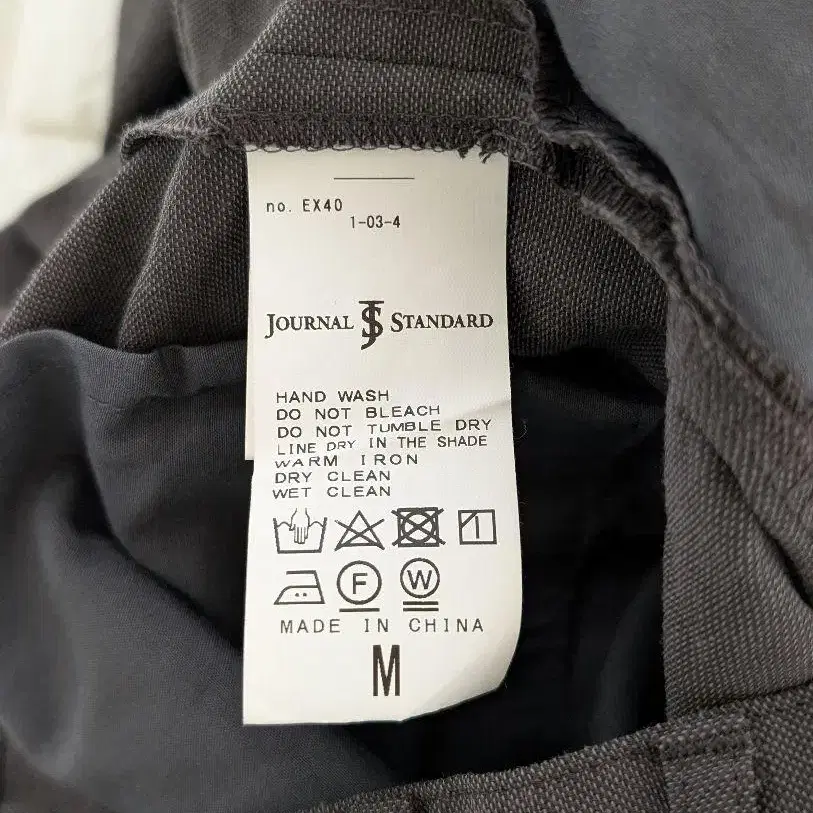 no. EX40
1-03-4
JOURNAL JS STANDARD
HAND WASH
DO NOT BLEACH
DO NOT TUMBLE DRY
LINE DRY IN THE SHADE
WARM IRON
DRY CLEAN
WET CLEAN
F W
MADE IN CHINA
M